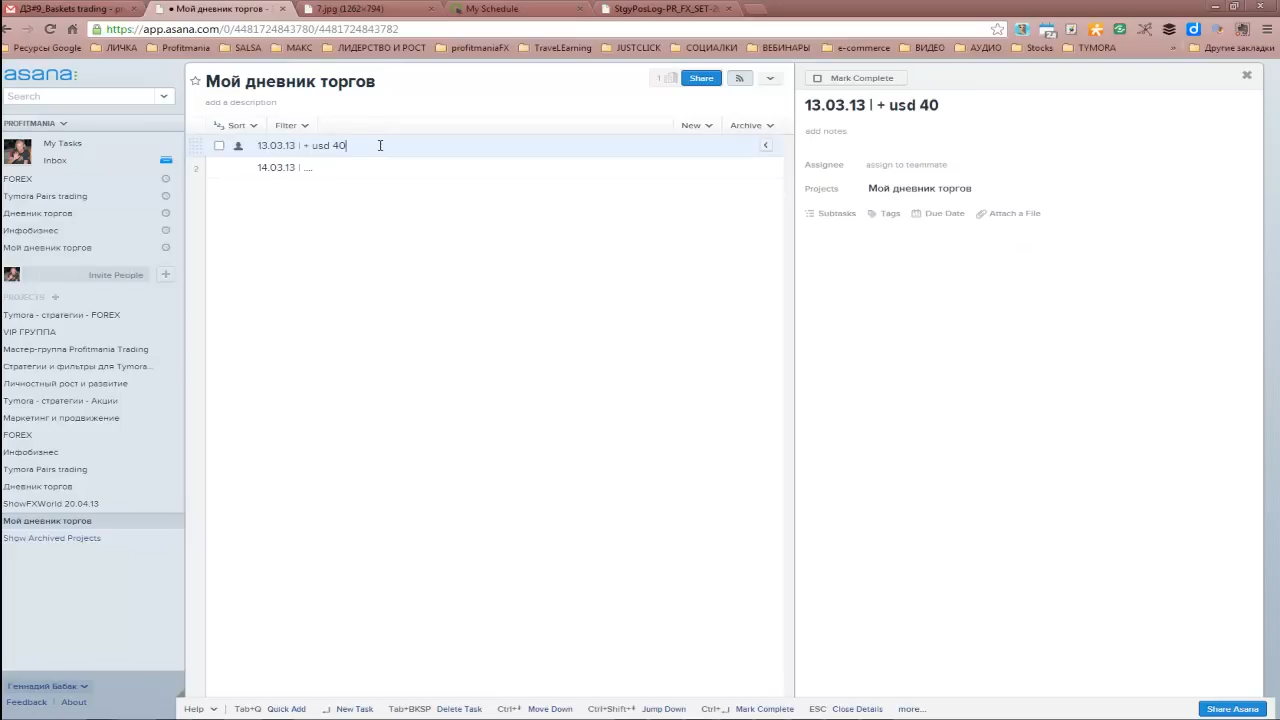 ДЗ#9_Baskets trading - pr
• Мой дневник торгов -
7.jpg (1262×794)
My Schedule
StgyPosLog-PR_FX_SET-20
https://app.asana.com/0/4481724843780/4481724843782
Ресурсы Google
ЛИЧКА
Profitmania
SALSA
МАКС
ЛИДЕРСТВО И РОСТ
profitmaniaFX
TraveLEarning
JUSTCLICK
СОЦИАЛКИ
ВЕБИНАРЫ
e-commerce
ВИДЕО
АУДИО
Stocks
TYMORA
»
Другие закладки
asana:
Search
PROFITMANIA
My Tasks
Inbox
FOREX
Tymora Pairs trading
Дневник торгов
Инфобизнес
Мой дневник торгов
Invite People
PROJECTS +
Tymora - стратегии - FOREX
VIP ГРУППА
Мастер-группа Profitmania Trading
Стратегии и фильтры для Tymora...
Личностный рост и развитие
Tymora - стратегии - Акции
Маркетинг и продвижение
FOREX
Инфобизнес
Tymora Pairs trading
Дневник торгов
ShowFXWorld 20.04.13
Мой дневник торгов
Show Archived Projects
Геннадий Бабак
Feedback
About
Мой дневник торгов
add a description
1
Share
Sort
Filter
New
Archive
13.03.13 | + usd 40
2
14.03.13 | ....
Mark Complete
13.03.13 | + usd 40
add notes
Assignee
assign to teammate
Projects
Мой дневник торгов
Subtasks
Tags
Due Date
Attach a File
Help
Tab+Q Quick Add
New Task
Tab+BKSP Delete Task
Ctrl+ Move Down
Ctrl+Shift+ Jump Down
Ctrl+ Mark Complete
ESC Close Details
more...
Share Asana